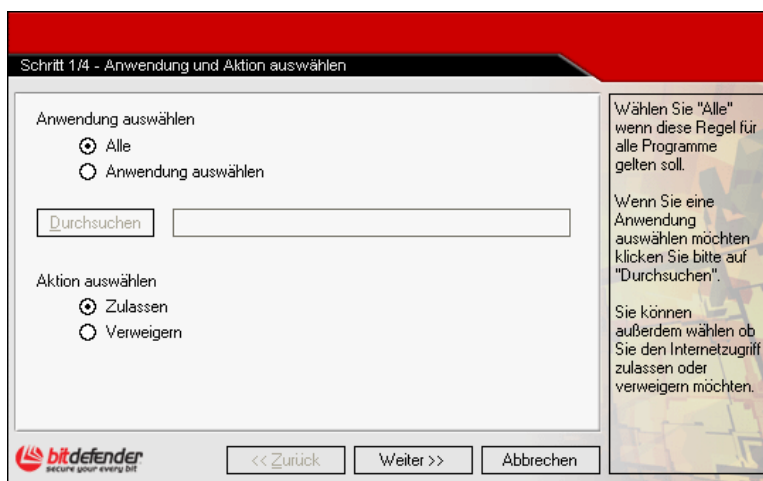 Schritt 1/4 - Anwendung und Aktion auswählen
Anwendung auswählen
Alle
Anwendung auswählen
Durchsuchen
Aktion auswählen
Zulassen
Verweigern
Wählen Sie "Alle"
wenn diese Regel für
alle Programme
gelten soll.
Wenn Sie eine
Anwendung
auswählen möchten
klicken Sie bitte auf
"Durchsuchen".
Sie können
außerdem wählen ob
Sie den Internetzugriff
zulassen oder
verweigern möchten.
bitdefender
secure your every bit
<< Zurück
Weiter >>
Abbrechen